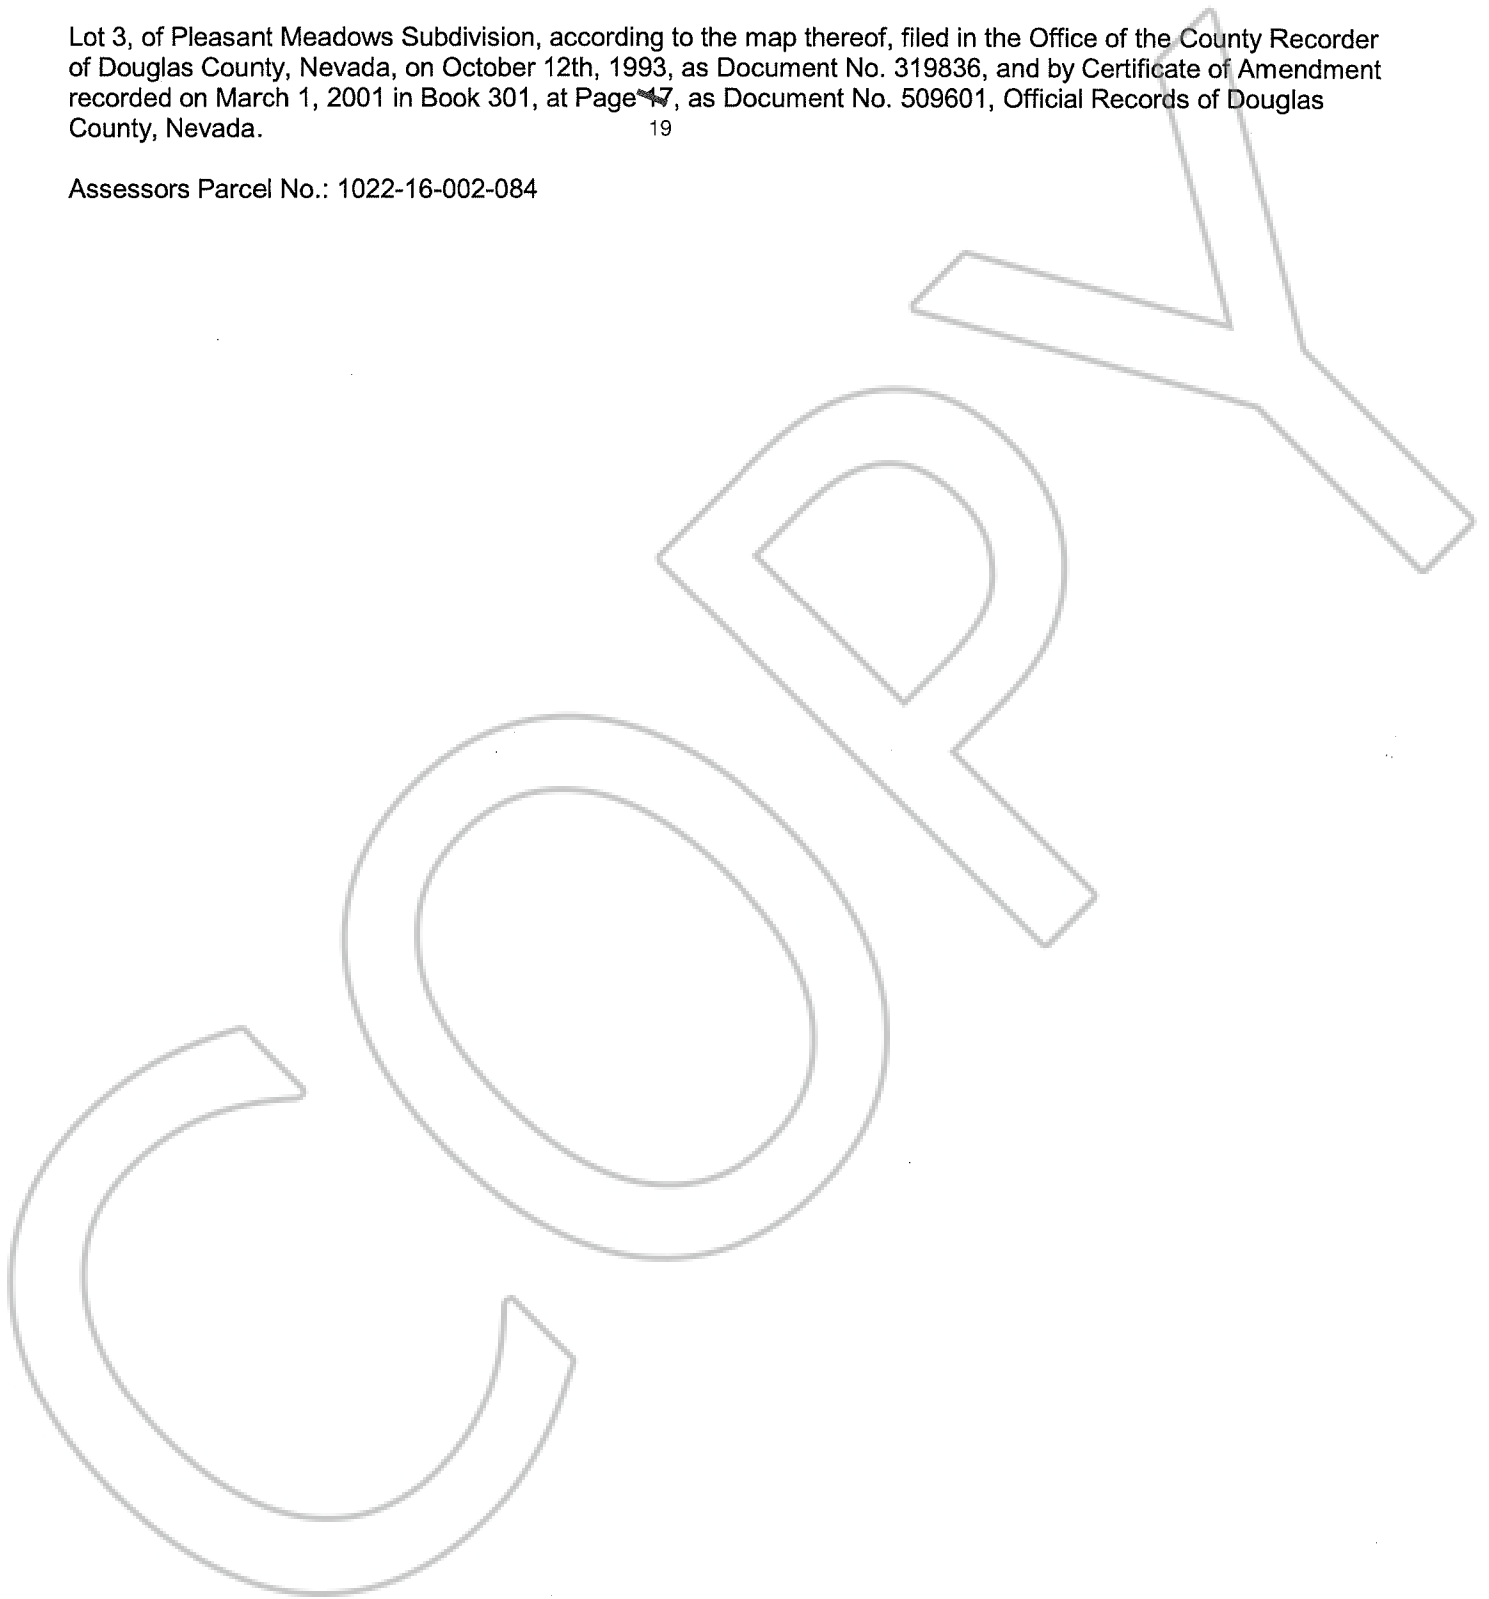 Lot 3, of Pleasant Meadows Subdivision, according to the map thereof, filed in the Office of the County Recorder
of Douglas County, Nevada, on October 12th, 1993, as Document No. 319836, and by Certificate of Amendment
recorded on March 1, 2001 in Book 301, at Page 17, as Document No. 509601, Official Records of Douglas
County, Nevada.
19
Assessors Parcel No.: 1022-16-002-084
COPY